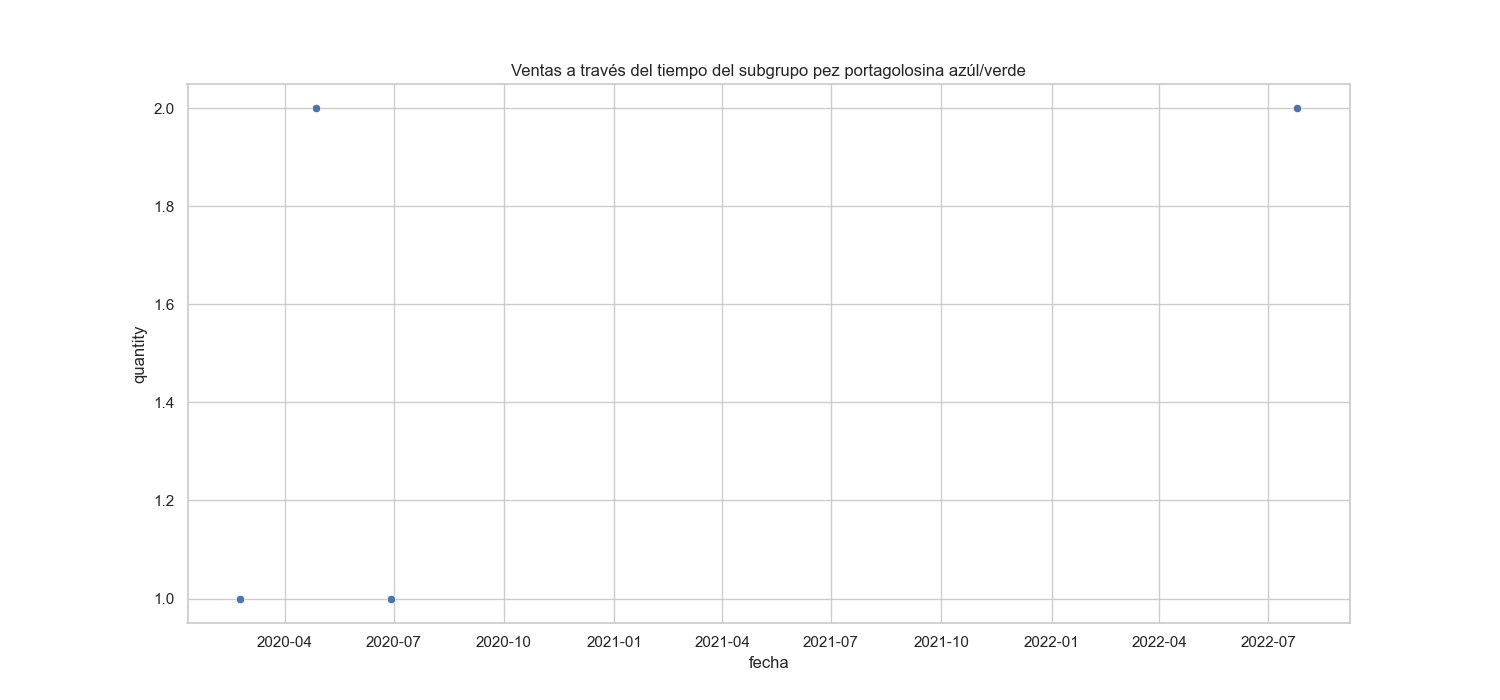 Ventas a través del tiempo del subgrupo pez portagolosina azúl/verde
2.0
1.8
1.6
1.4
1.2
1.0
quantity
2020-04 2020-07 2020-10 2021-01 2021-04 2021-07 2021-10 2022-01 2022-04 2022-07
fecha